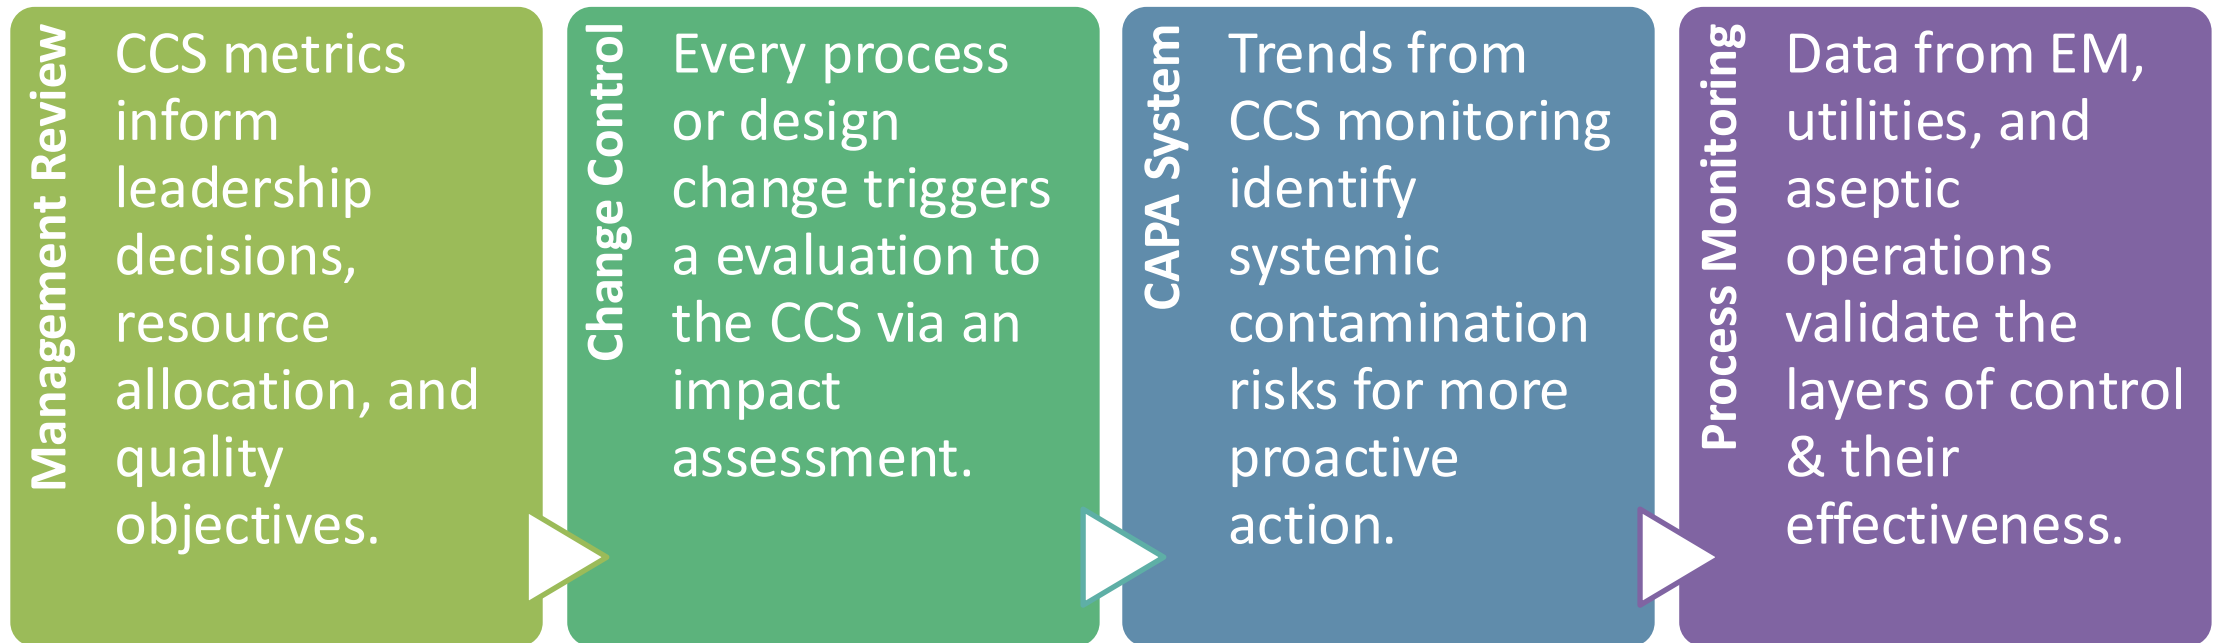 Management Review
CCS metrics
inform
leadership
decisions,
resource
allocation, and
quality
objectives.
Change Control
Every process
or design
change triggers
a evaluation to
the CCS via an
impact
assessment.
CAPA System
Trends from
CCS monitoring
identify
systemic
contamination
risks for more
proactive
action.
Process Monitoring
Data from EM,
utilities, and
aseptic
operations
validate the
layers of control
& their
effectiveness.